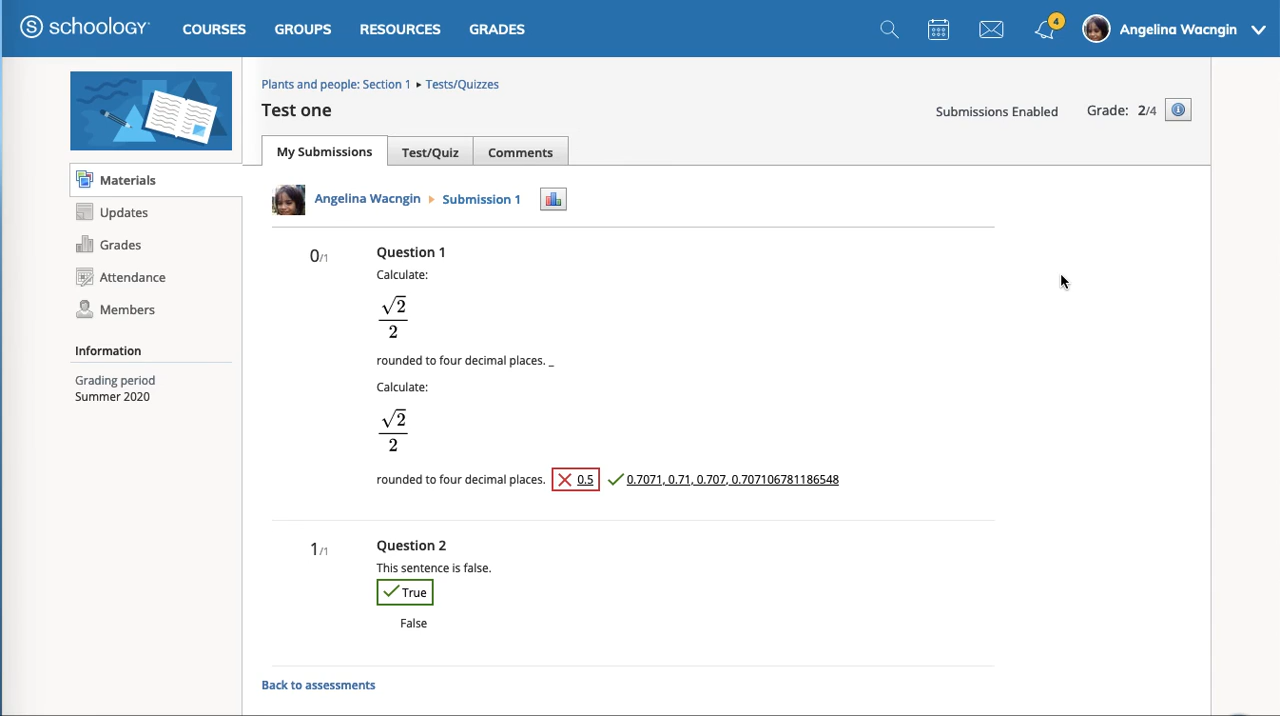 schoology COURSES GROUPS RESOURCES GRADES 4 Angelina Wacngin
Plants and people: Section 1 ▸ Tests/Quizzes
Test one
Submissions Enabled Grade: 2/4
My Submissions Test/Quiz Comments
Materials
Updates
Grades
Attendance
Members
Information
Grading period
Summer 2020
Angelina Wacngin ▸ Submission 1
0/1 Question 1
Calculate:
√2
2
rounded to four decimal places. _
Calculate:
√2
2
rounded to four decimal places. 0.5 0.7071, 0.71, 0.707, 0.707106781186548
1/1 Question 2
This sentence is false.
True
False
Back to assessments